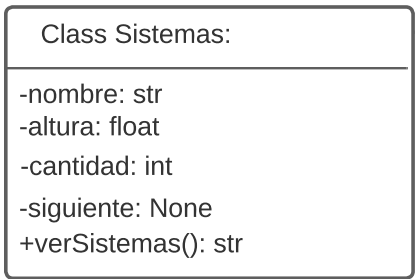 Class Sistemas:
-nombre: str
-altura: float
-cantidad: int
-siguiente: None
+verSistemas(): str